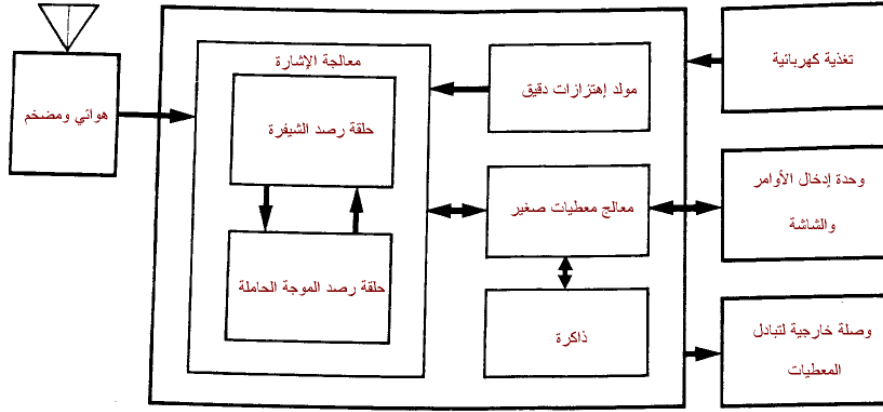 هوائي ومضخم
معالجة الإشارة
حلقة رصد الشيفرة
حلقة رصد الموجة الحاملة
مولد إهتزازات دقيق
معالج معطيات صغير
ذاكرة
تغذية كهربائية
وحدة إدخال الأوامر
والشاشة
وصلة خارجية لتبادل
المعطيات